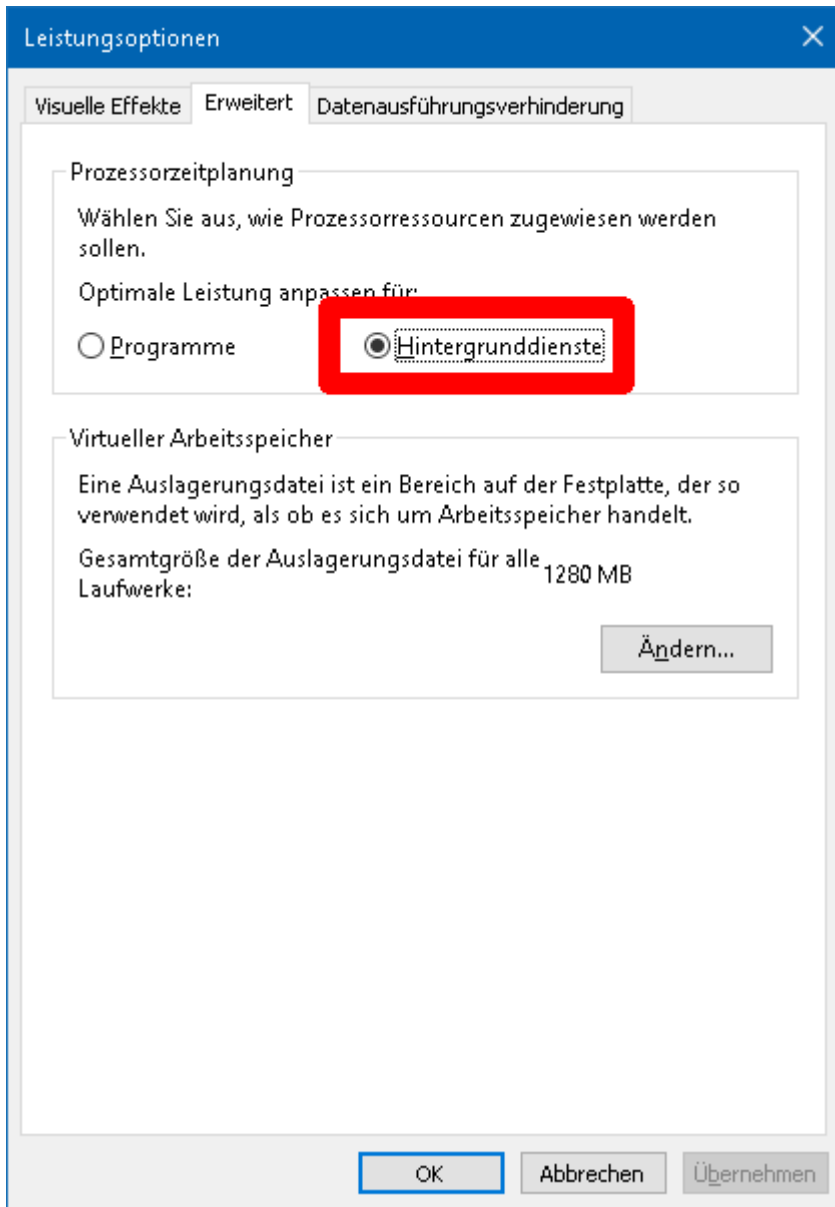 Leistungsoptionen
Visuelle Effekte
Erweitert
Datenausführungsverhinderung
Prozessorzeitplanung
Wählen Sie aus, wie Prozessorressourcen zugewiesen werden
sollen.
Optimale Leistung anpassen für:
Programme
Hintergrunddienste
Virtueller Arbeitsspeicher
Eine Auslagerungsdatei ist ein Bereich auf der Festplatte, der so
verwendet wird, als ob es sich um Arbeitsspeicher handelt.
Gesamtgröße der Auslagerungsdatei für alle
Laufwerke:
1280 MB
Ändern...
OK
Abbrechen
Übernehmen